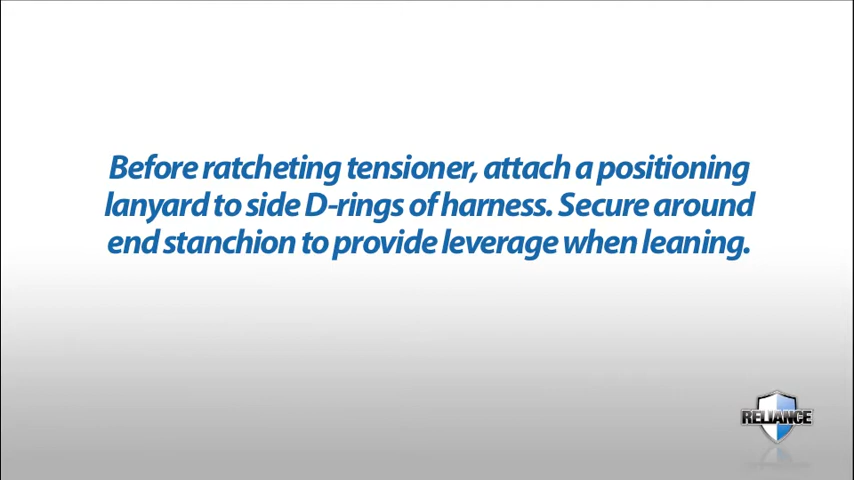 Before ratcheting tensioner, attach a positioning
lanyard to side D-rings of harness. Secure around
end stanchion to provide leverage when leaning.
RELIANCE